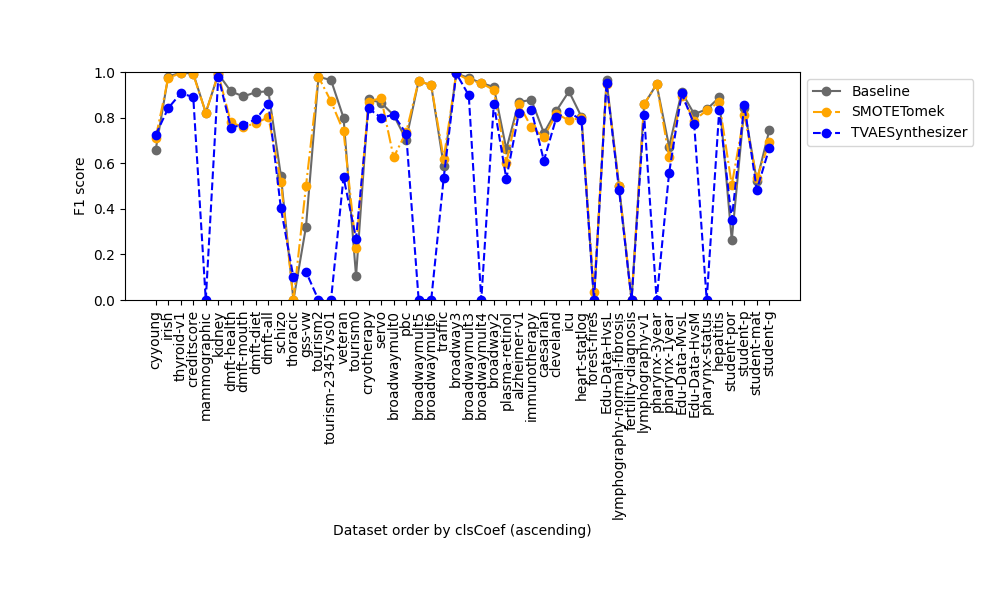 Baseline
SMOTETomek
TVAESynthesizer
F1 score
1.0
0.8
0.6
0.4
0.2
0.0
cyyoung
irish
thyroid-v1
creditscore
mammographic
kidney
dmft-health
dmft-mouth
dmft-diet
dmft-all
schizo
thoracic
gss-vw
tourism2
tourism-23457vs01
veteran
tourism0
cryotherapy
servo
broadwaymult0
pbc
broadwaymult5
broadwaymult6
traffic
broadway3
broadwaymult3
broadwaymult4
broadway2
plasma-retinol
alzheimer-v1
immunotherapy
caesarian
cleveland
icu
heart-statlog
forest-fires
Edu-Data-HvsL
lymphography-normal-fibrosis
fertility-diagnosis
lymphography-v1
pharynx-3year
pharynx-1year
Edu-Data-MvsL
Edu-Data-HvsM
pharynx-status
hepatitis
student-por
student-p
student-mat
student-g
Dataset order by clsCoef (ascending)